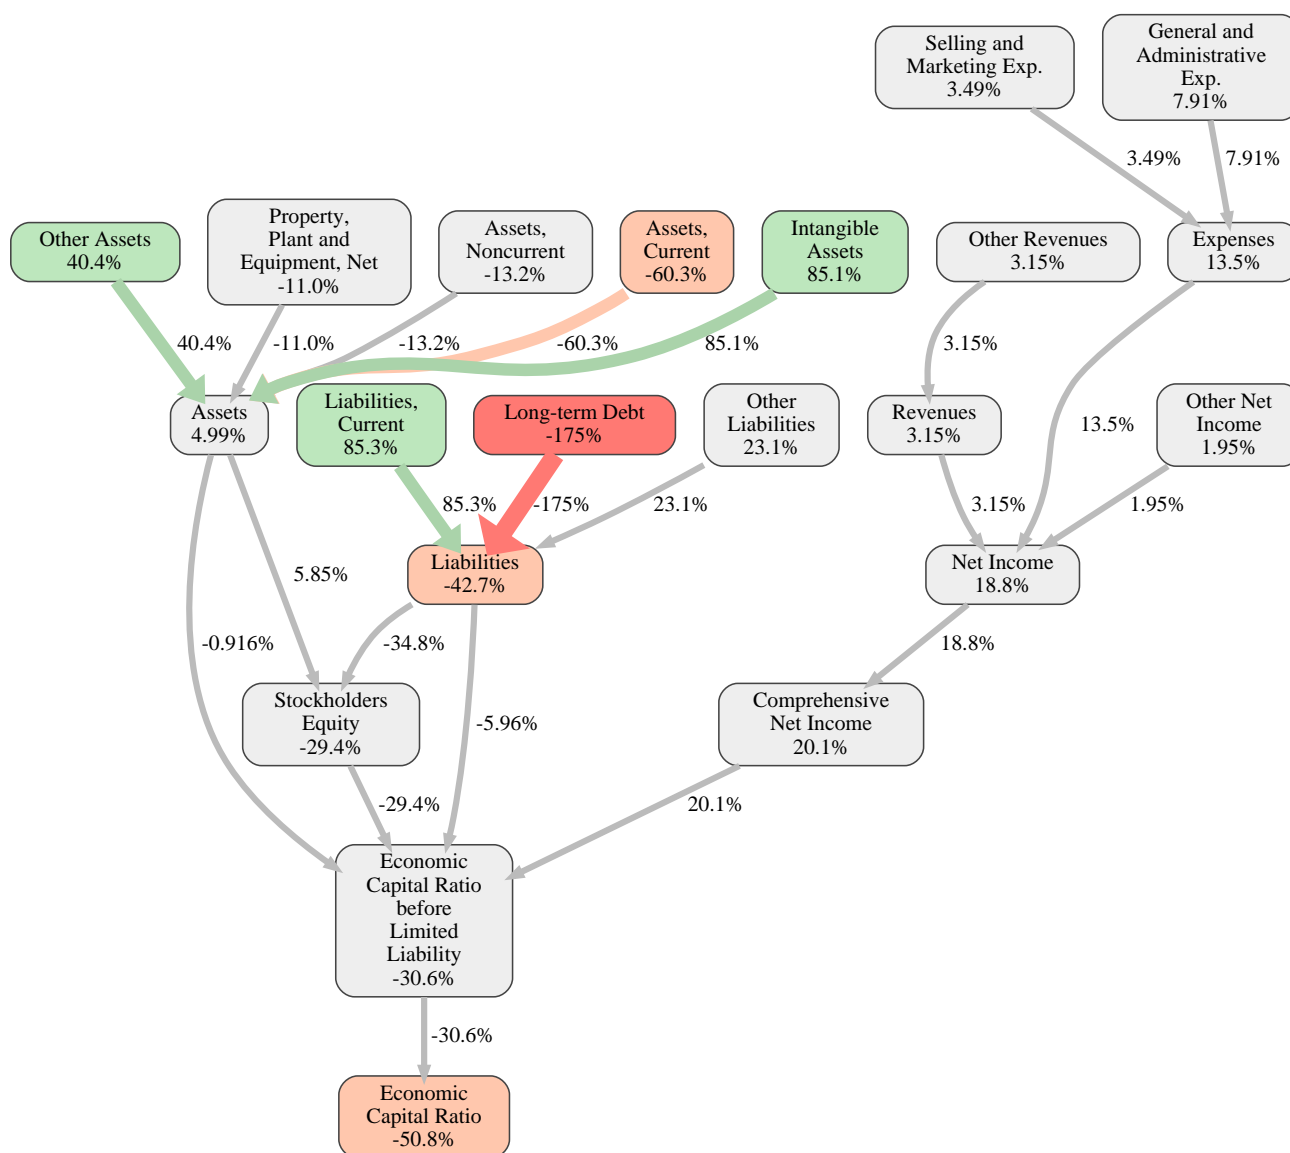 Selling and
Marketing Exp.
3.49%
General and
Administrative
Exp.
7.91%
3.49%
7.91%
Other Assets
40.4%
Property,
Plant and
Equipment, Net
-11.0%
Assets,
Noncurrent
-13.2%
Assets,
Current
-60.3%
Intangible
Assets
85.1%
Other Revenues
3.15%
Expenses
13.5%
40.4%
-11.0%
-13.2%
-60.3%
85.1%
3.15%
Assets
4.99%
Liabilities,
Current
85.3%
Long-term Debt
-175%
Other
Liabilities
23.1%
Revenues
3.15%
13.5%
Other Net
Income
1.95%
85.3%
-175%
23.1%
3.15%
1.95%
5.85%
Liabilities
-42.7%
Net Income
18.8%
-0.916%
-34.8%
18.8%
Stockholders
Equity
-29.4%
-5.96%
Comprehensive
Net Income
20.1%
-29.4%
20.1%
Economic
Capital Ratio
before
Limited
Liability
-30.6%
-30.6%
Economic
Capital Ratio
-50.8%